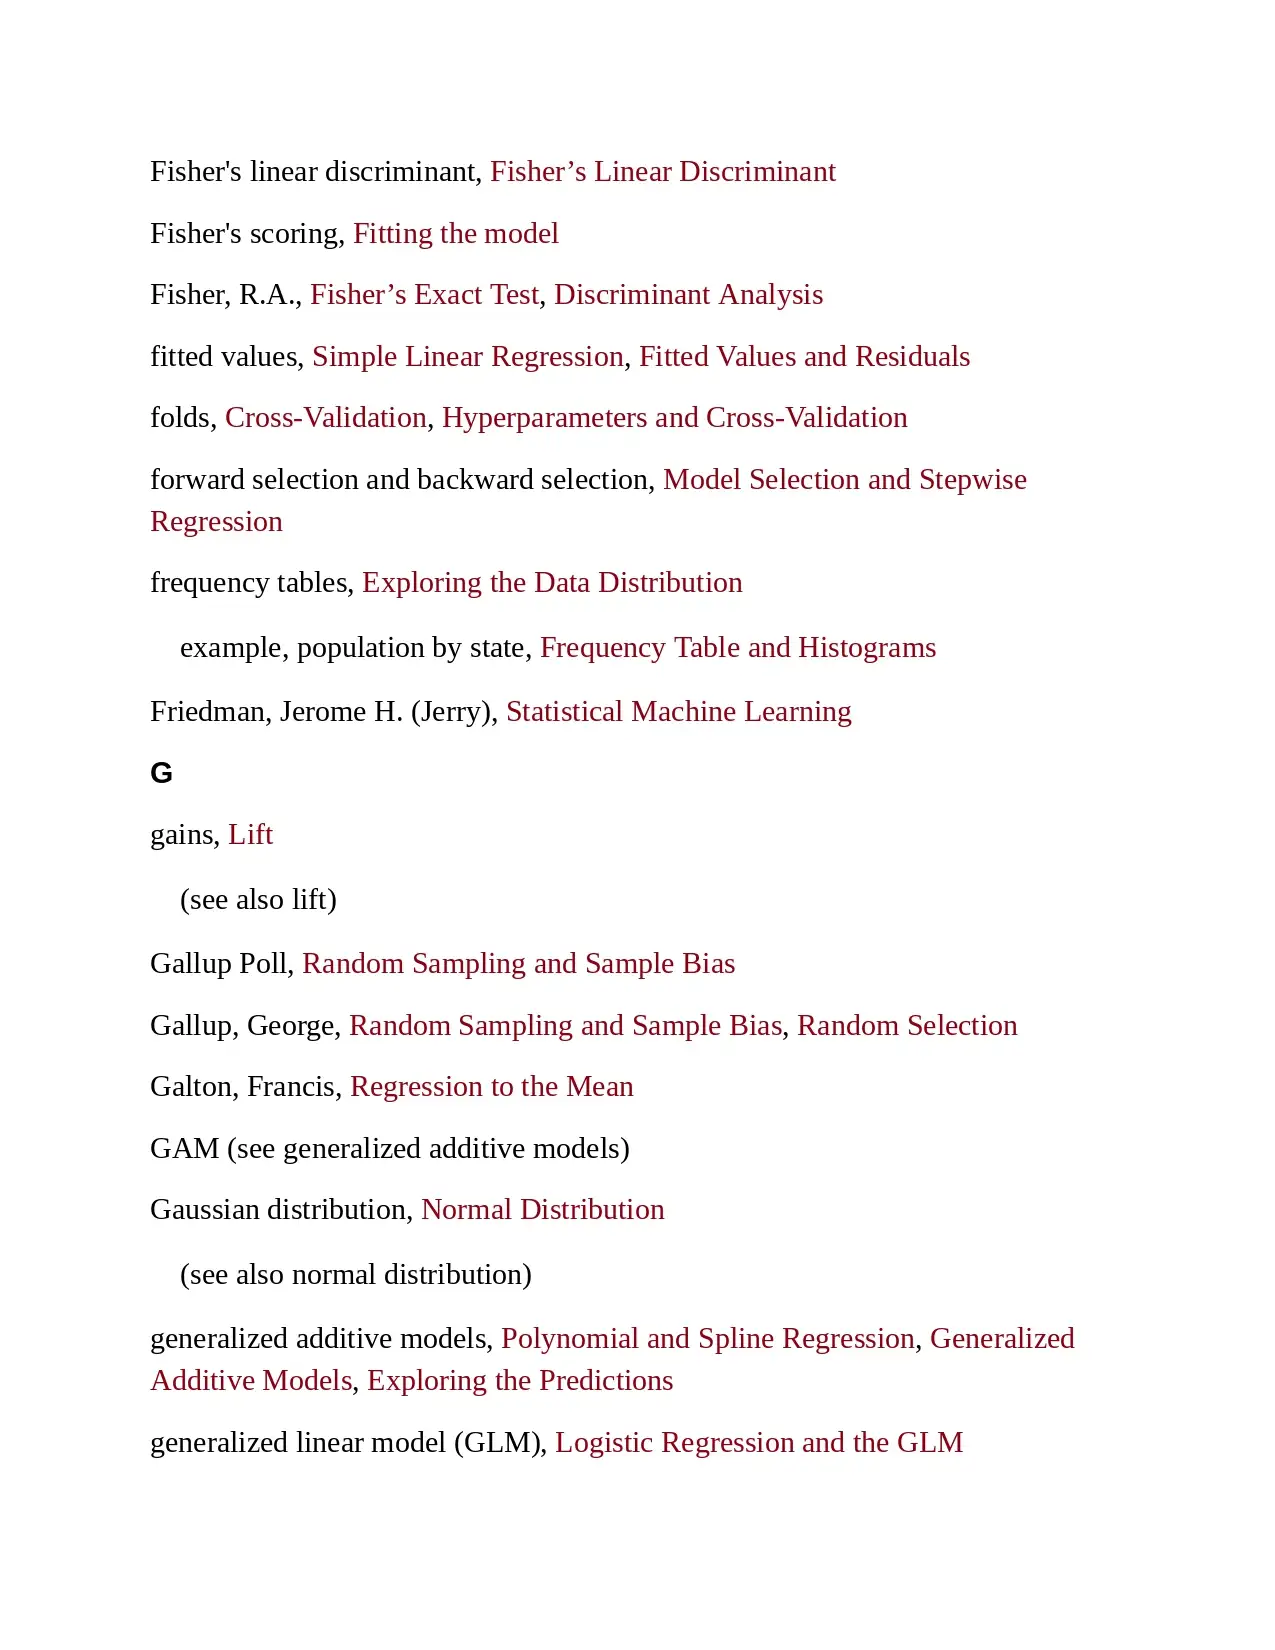 Fisher's linear discriminant, Fisher’s Linear Discriminant
Fisher's scoring, Fitting the model
Fisher, R.A., Fisher’s Exact Test, Discriminant Analysis
fitted values, Simple Linear Regression, Fitted Values and Residuals
folds, Cross-Validation, Hyperparameters and Cross-Validation
forward selection and backward selection, Model Selection and Stepwise
Regression
frequency tables, Exploring the Data Distribution
example, population by state, Frequency Table and Histograms
Friedman, Jerome H. (Jerry), Statistical Machine Learning
G
gains, Lift
(see also lift)
Gallup Poll, Random Sampling and Sample Bias
Gallup, George, Random Sampling and Sample Bias, Random Selection
Galton, Francis, Regression to the Mean
GAM (see generalized additive models)
Gaussian distribution, Normal Distribution
(see also normal distribution)
generalized additive models, Polynomial and Spline Regression, Generalized
Additive Models, Exploring the Predictions
generalized linear model (GLM), Logistic Regression and the GLM